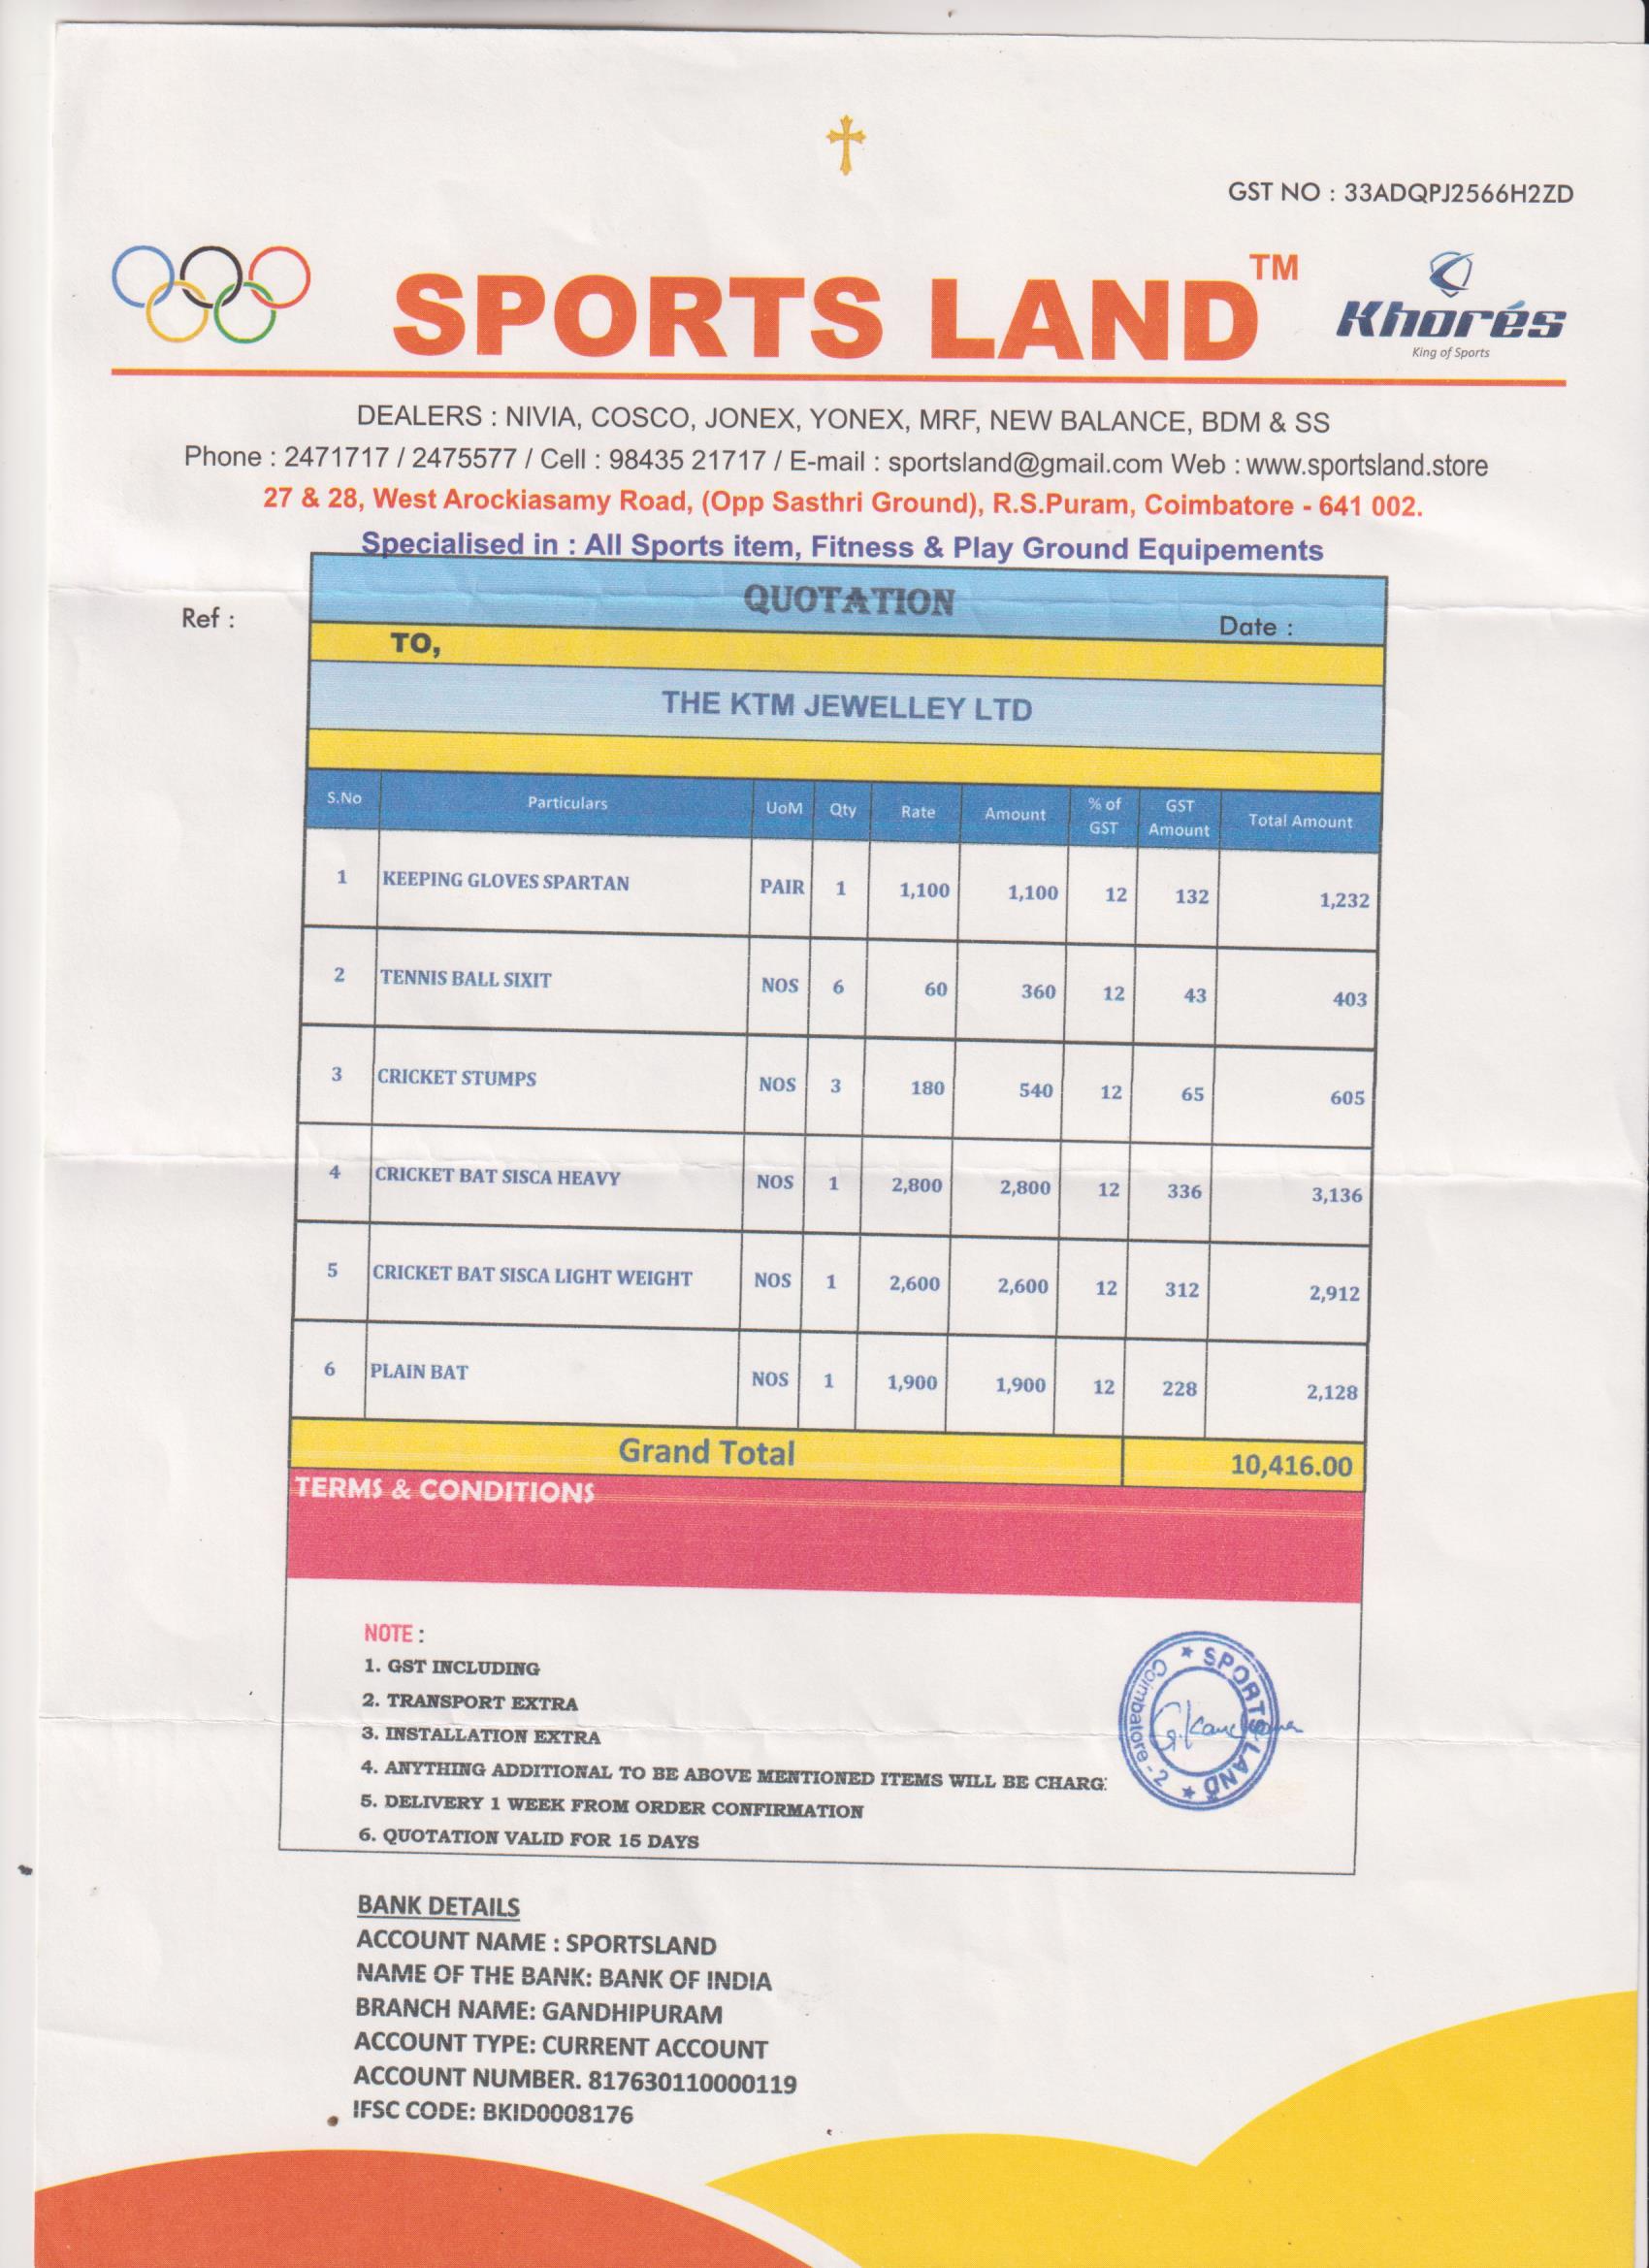 GST NO : 33ADQPJ2566H2ZD
SPORTS LAND TM
Khorés
King of Sports
DEALERS : NIVIA, COSCO, JONEX, YONEX, MRF, NEW BALANCE, BDM & SS
Phone : 2471717 / 2475577 / Cell : 98435 21717 / E-mail : sportsland@gmail.com Web : www.sportsland.store
27 & 28, West Arockiasamy Road, (Opp Sasthri Ground), R.S.Puram, Coimbatore - 641 002.
Specialised in : All Sports item, Fitness & Play Ground Equipements
QUOTATION
Ref : Date :
TO,
THE KTM JEWELLEY LTD
S.No Particulars UoM Qty Rate Amount % of GST GST Amount Total Amount
1 KEEPING GLOVES SPARTAN PAIR 1 1,100 1,100 12 132 1,232
2 TENNIS BALL SIXIT NOS 6 60 360 12 43 403
3 CRICKET STUMPS NOS 3 180 540 12 65 605
4 CRICKET BAT SISCA HEAVY NOS 1 2,800 2,800 12 336 3,136
5 CRICKET BAT SISCA LIGHT WEIGHT NOS 1 2,600 2,600 12 312 2,912
6 PLAIN BAT NOS 1 1,900 1,900 12 228 2,128
Grand Total 10,416.00
TERMS & CONDITIONS
NOTE :
1. GST INCLUDING
2. TRANSPORT EXTRA
3. INSTALLATION EXTRA
4. ANYTHING ADDITIONAL TO BE ABOVE MENTIONED ITEMS WILL BE CHARG
5. DELIVERY 1 WEEK FROM ORDER CONFIRMATION
6. QUOTATION VALID FOR 15 DAYS
★ SPORTS LAND ★
Coimbatore - 2
BANK DETAILS
ACCOUNT NAME : SPORTSLAND
NAME OF THE BANK: BANK OF INDIA
BRANCH NAME: GANDHIPURAM
ACCOUNT TYPE: CURRENT ACCOUNT
ACCOUNT NUMBER. 817630110000119
IFSC CODE: BKID0008176